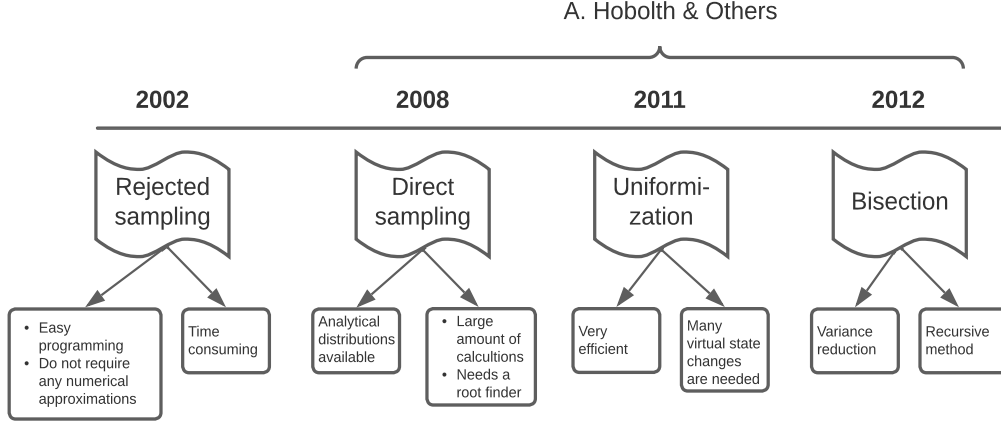 A. Hobolth & Others
2002
2008
2011
2012
Rejected
sampling
Direct
sampling
Uniformi-
zation
Bisection
• Easy
programming
• Do not require
any numerical
approximations
Time
consuming
Analytical
distributions
available
• Large
amount of
calcultions
• Needs a
root finder
Very
efficient
Many
virtual state
changes
are needed
Variance
reduction
Recursive
method